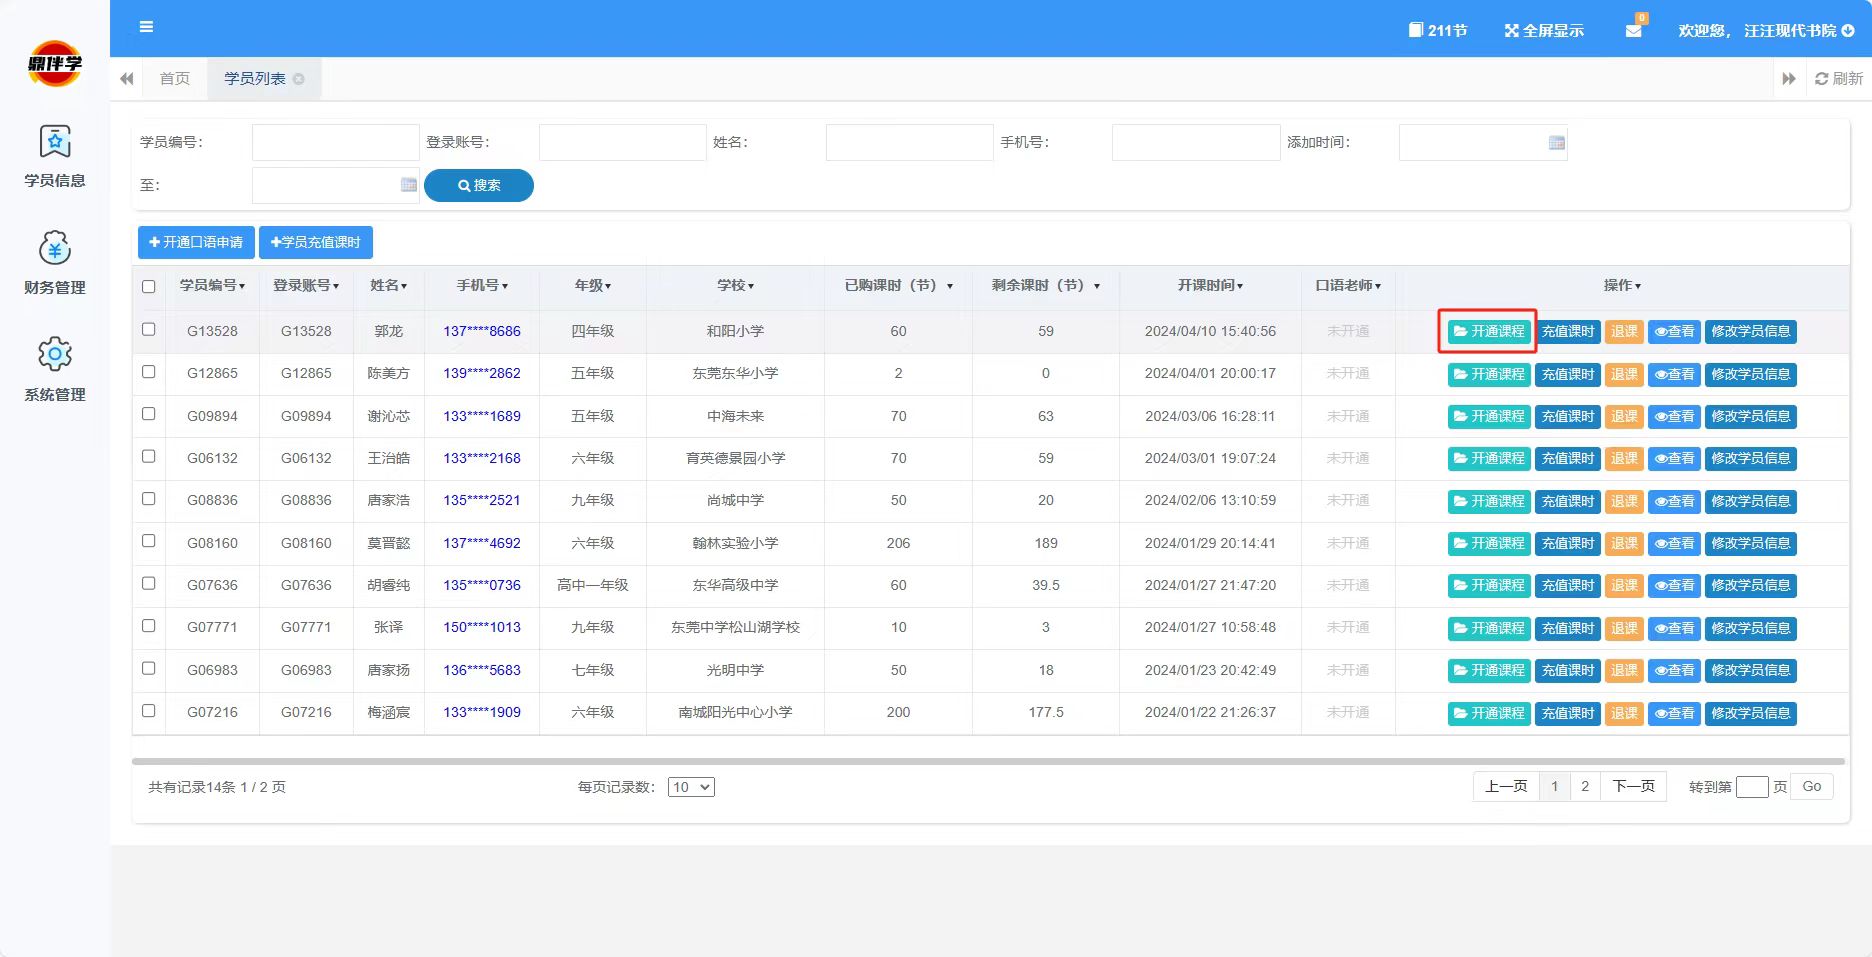 211节 全屏显示 0 欢迎您， 汪汪现代书院
鼎伴学
首页 学员列表 刷新
学员信息
财务管理
系统管理
学员编号: 登录账号: 姓名: 手机号: 添加时间:
至: 搜索
开通口语申请 学员充值课时
学员编号 登录账号 姓名 手机号 年级 学校 已购课时（节） 剩余课时（节） 开课时间 口语老师 操作
G13528 G13528 郭龙 137****8686 四年级 和阳小学 60 59 2024/04/10 15:40:56 未开通 开通课程 充值课时 退课 查看 修改学员信息
G12865 G12865 陈美方 139****2862 五年级 东莞东华小学 2 0 2024/04/01 20:00:17 未开通 开通课程 充值课时 退课 查看 修改学员信息
G09894 G09894 谢沁芯 133****1689 五年级 中海未来 70 63 2024/03/06 16:28:11 未开通 开通课程 充值课时 退课 查看 修改学员信息
G06132 G06132 王治皓 133****2168 六年级 育英德景园小学 70 59 2024/03/01 19:07:24 未开通 开通课程 充值课时 退课 查看 修改学员信息
G08836 G08836 唐家浩 135****2521 九年级 尚城中学 50 20 2024/02/06 13:10:59 未开通 开通课程 充值课时 退课 查看 修改学员信息
G08160 G08160 莫晋懿 137****4692 六年级 翰林实验小学 206 189 2024/01/29 20:14:41 未开通 开通课程 充值课时 退课 查看 修改学员信息
G07636 G07636 胡睿纯 135****0736 高中一年级 东华高级中学 60 39.5 2024/01/27 21:47:20 未开通 开通课程 充值课时 退课 查看 修改学员信息
G07771 G07771 张译 150****1013 九年级 东莞中学松山湖学校 10 3 2024/01/27 10:58:48 未开通 开通课程 充值课时 退课 查看 修改学员信息
G06983 G06983 唐家扬 136****5683 七年级 光明中学 50 18 2024/01/23 20:42:49 未开通 开通课程 充值课时 退课 查看 修改学员信息
G07216 G07216 梅涵宸 133****1909 六年级 南城阳光中心小学 200 177.5 2024/01/22 21:26:37 未开通 开通课程 充值课时 退课 查看 修改学员信息
共有记录14条 1 / 2 页 每页记录数: 10 上一页 1 2 下一页 转到第 页 Go